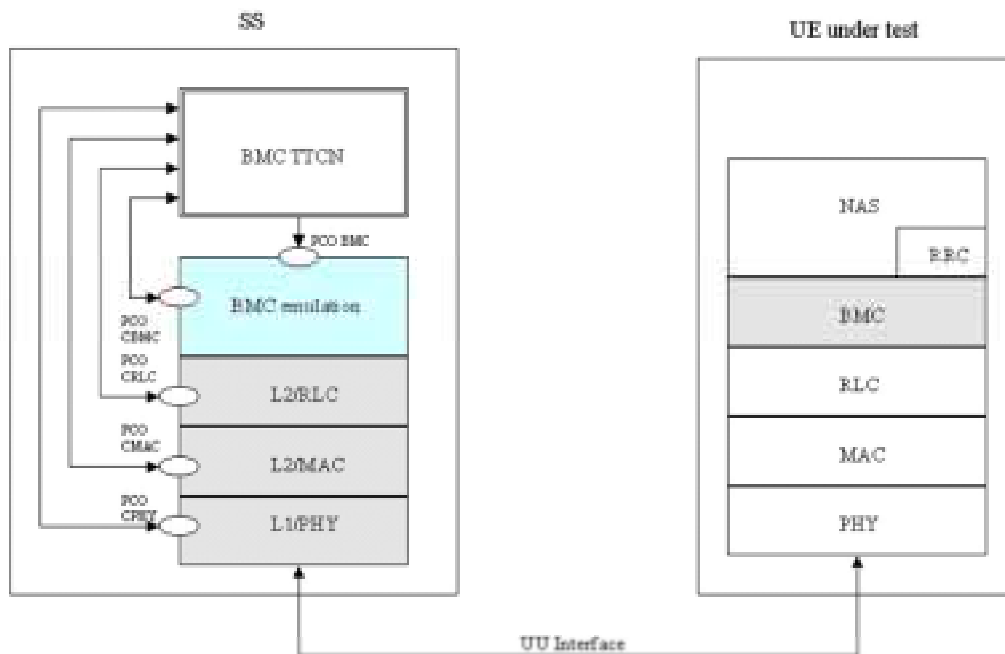 SS
UE under test
BMC TTCN
PCO BMC
BMC emulation
PCO
CBMC
PCO
CRLC
L2/RLC
PCO
CMAC
L2/MAC
PCO
CPHY
L1/PHY
NAS
RRC
BMC
RLC
MAC
PHY
UU Interface